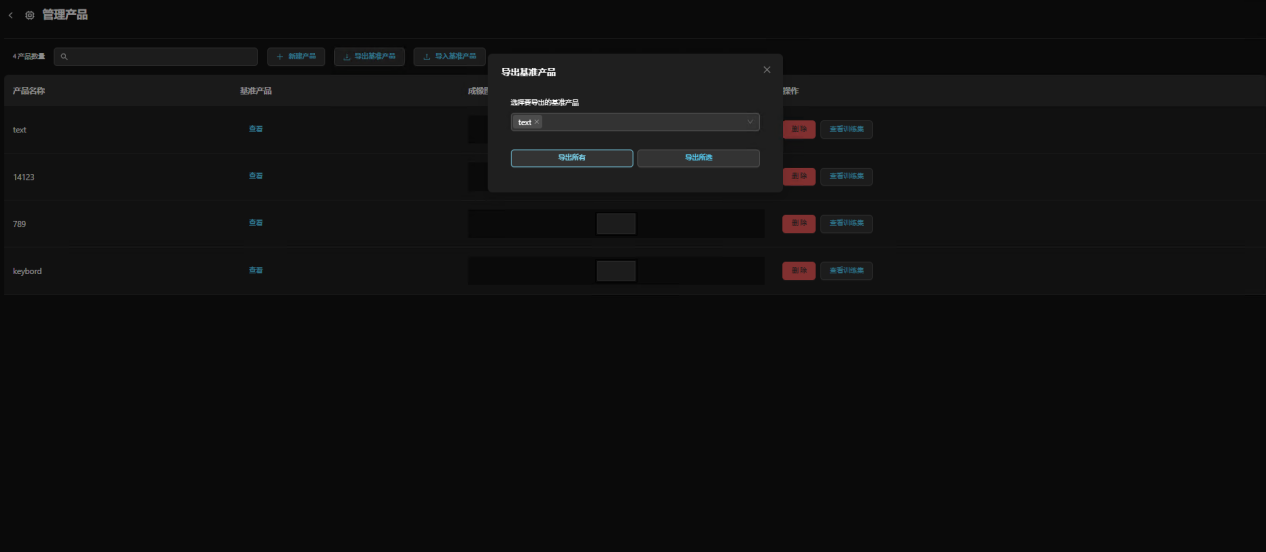 管理产品
4 产品数量
新建产品 导出基准产品 导入基准产品
导出基准产品
产品名称 基准产品 操作
选择要导出的基准产品
text
导出所有 导出所选
text 查看 删除 查看训练集
14123 查看 删除 查看训练集
789 查看 删除 查看训练集
keybord 查看 删除 查看训练集